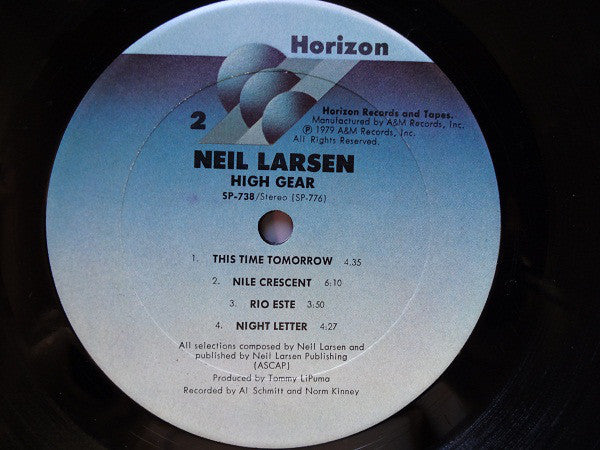 Horizon
2
Horizon Records and Tapes.
Manufactured by A&M Records, Inc.
Ⓟ 1979 A&M Records, Inc.
All Rights Reserved.
NEIL LARSEN
HIGH GEAR
SP-738/Stereo (SP-776)
1. THIS TIME TOMORROW 4:35
2. NILE CRESCENT 6:10
3. RIO ESTE 3:50
4. NIGHT LETTER 4:27
All selections composed by Neil Larsen and
published by Neil Larsen Publishing
(ASCAP)
Produced by Tommy LiPuma
Recorded by Al Schmitt and Norm Kinney